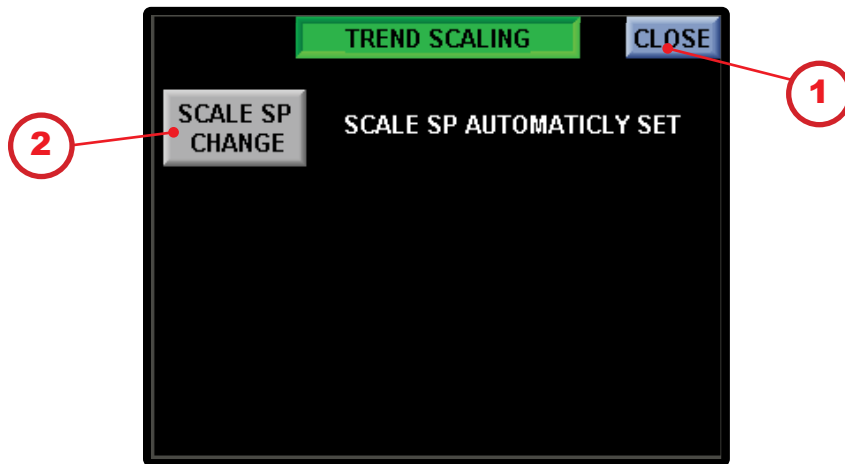 TREND SCALING
CLOSE
1
SCALE SP
CHANGE
SCALE SP AUTOMATICLY SET
2